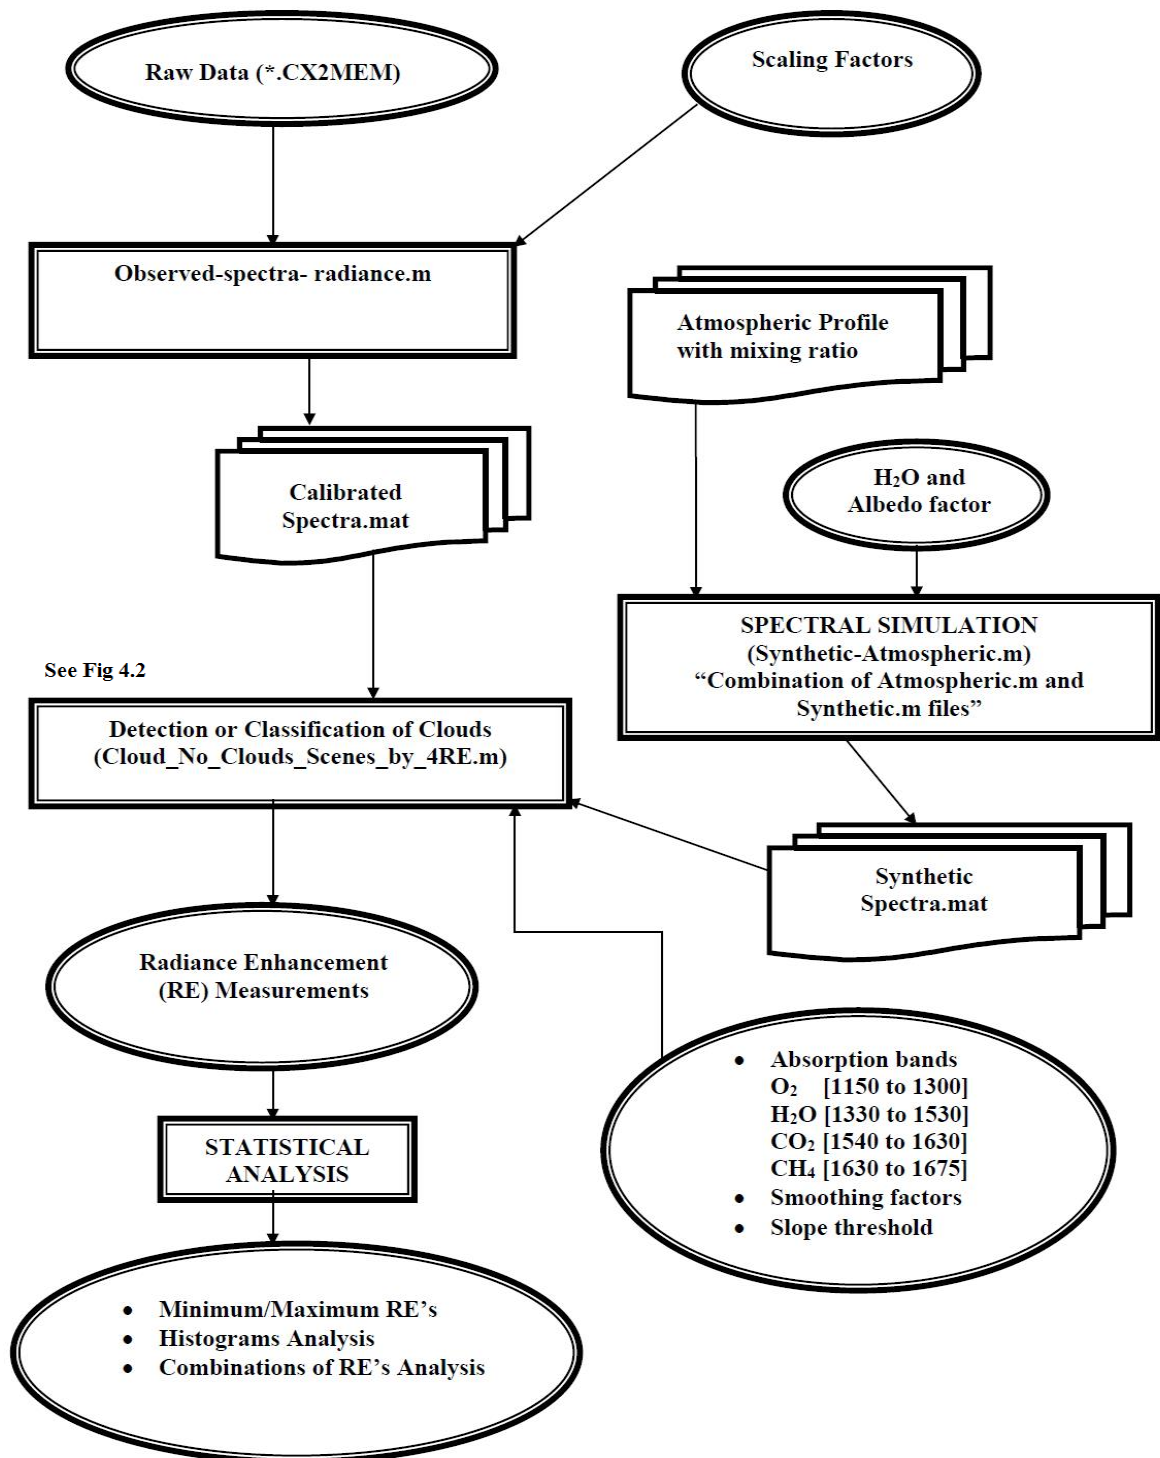 Raw Data (*.CX2MEM)
Scaling Factors
Observed-spectra- radiance.m
Atmospheric Profile
with mixing ratio
Calibrated
Spectra.mat
H₂O and
Albedo factor
SPECTRAL SIMULATION
(Synthetic-Atmospheric.m)
“Combination of Atmospheric.m and
Synthetic.m files”
See Fig 4.2
Detection or Classification of Clouds
(Cloud_No_Clouds_Scenes_by_4RE.m)
Synthetic
Spectra.mat
Radiance Enhancement
(RE) Measurements
• Absorption bands
O₂ [1150 to 1300]
H₂O [1330 to 1530]
CO₂ [1540 to 1630]
CH₄ [1630 to 1675]
• Smoothing factors
• Slope threshold
STATISTICAL
ANALYSIS
• Minimum/Maximum RE’s
• Histograms Analysis
• Combinations of RE’s Analysis